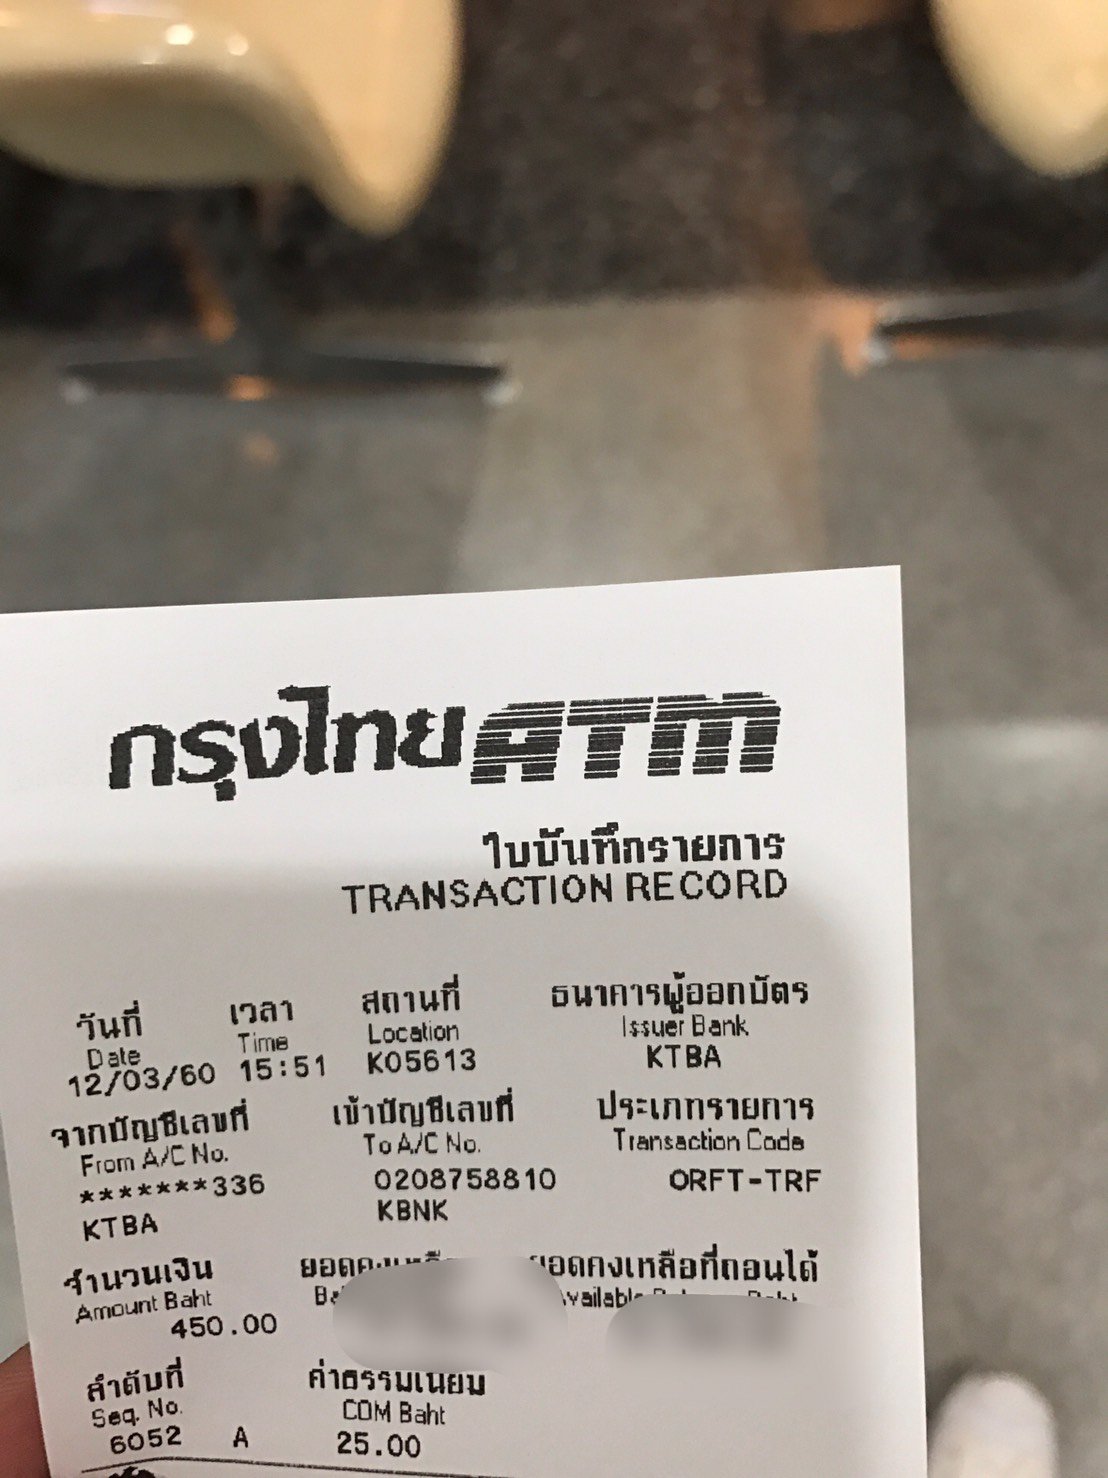 กรุงไทย ATM
ใบบันทึกรายการ
TRANSACTION RECORD
วันที่ เวลา สถานที่ ธนาคารผู้ออกบัตร
Date Time Location Issuer Bank
12/03/60 15:51 K05613 KTBA
จากบัญชีเลขที่ เข้าบัญชีเลขที่ ประเภทรายการ
From A/C No. To A/C No. Transaction Code
*******336 0208758810 ORFT-TRF
KTBA KBNK
จำนวนเงิน ยอดคงเหลือ ยอดคงเหลือที่ถอนได้
Amount Baht
450.00
ลำดับที่ ค่าธรรมเนียม
Seq. No. COM Baht
6052 A 25.00